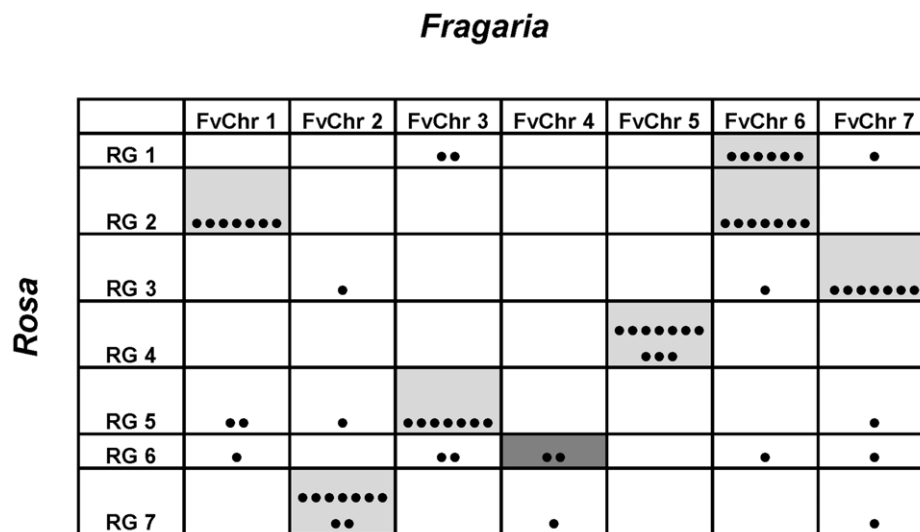 Fragaria
FvChr 1 FvChr 2 FvChr 3 FvChr 4 FvChr 5 FvChr 6 FvChr 7
RG 1
RG 2
RG 3
Rosa
RG 4
RG 5
RG 6
RG 7